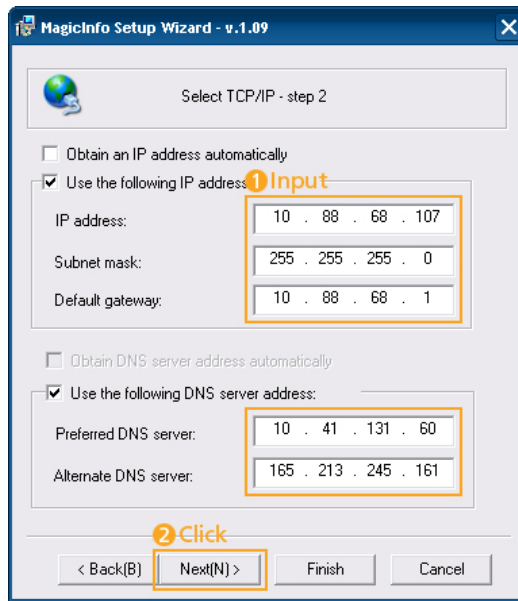 MagicInfo Setup Wizard - v.1.09
Select TCP/IP - step 2
Obtain an IP address automatically
Use the following IP address
1 Input
IP address: 10 . 88 . 68 . 107
Subnet mask: 255 . 255 . 255 . 0
Default gateway: 10 . 88 . 68 . 1
Obtain DNS server address automatically
Use the following DNS server address:
Preferred DNS server: 10 . 41 . 131 . 60
Alternate DNS server: 165 . 213 . 245 . 161
2 Click
< Back(B) Next(N) > Finish Cancel